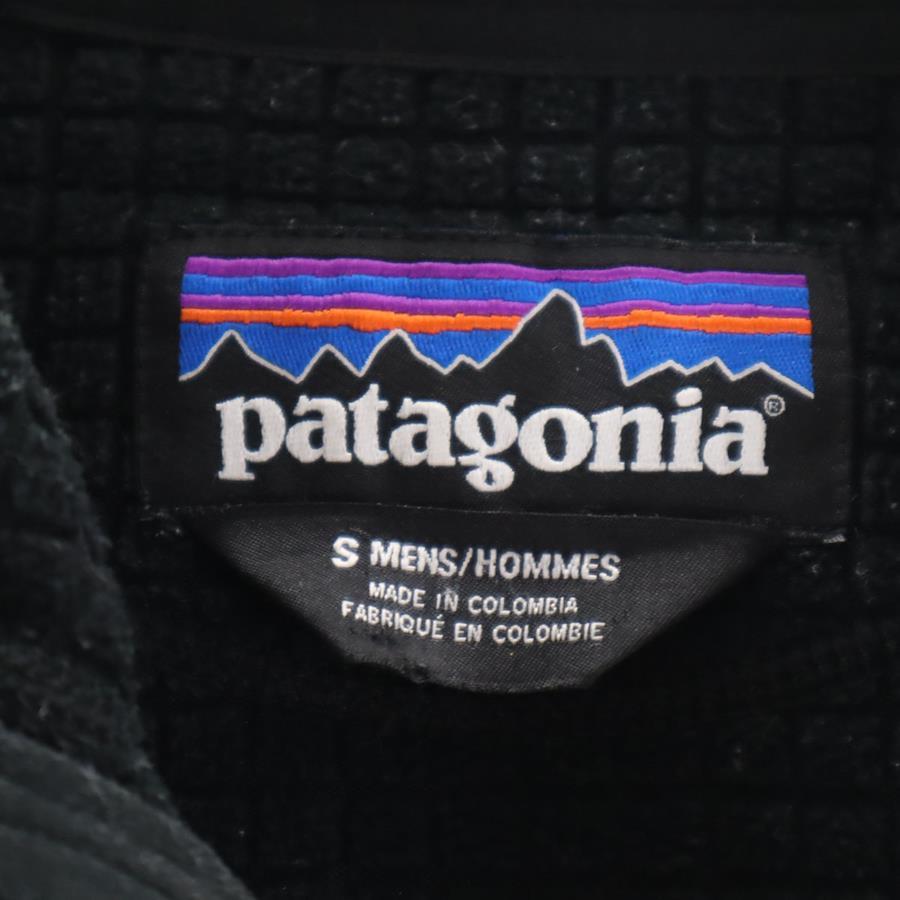 patagonia®
S MENS/HOMMES
MADE IN COLOMBIA
FABRIQUÉ EN COLOMBIE